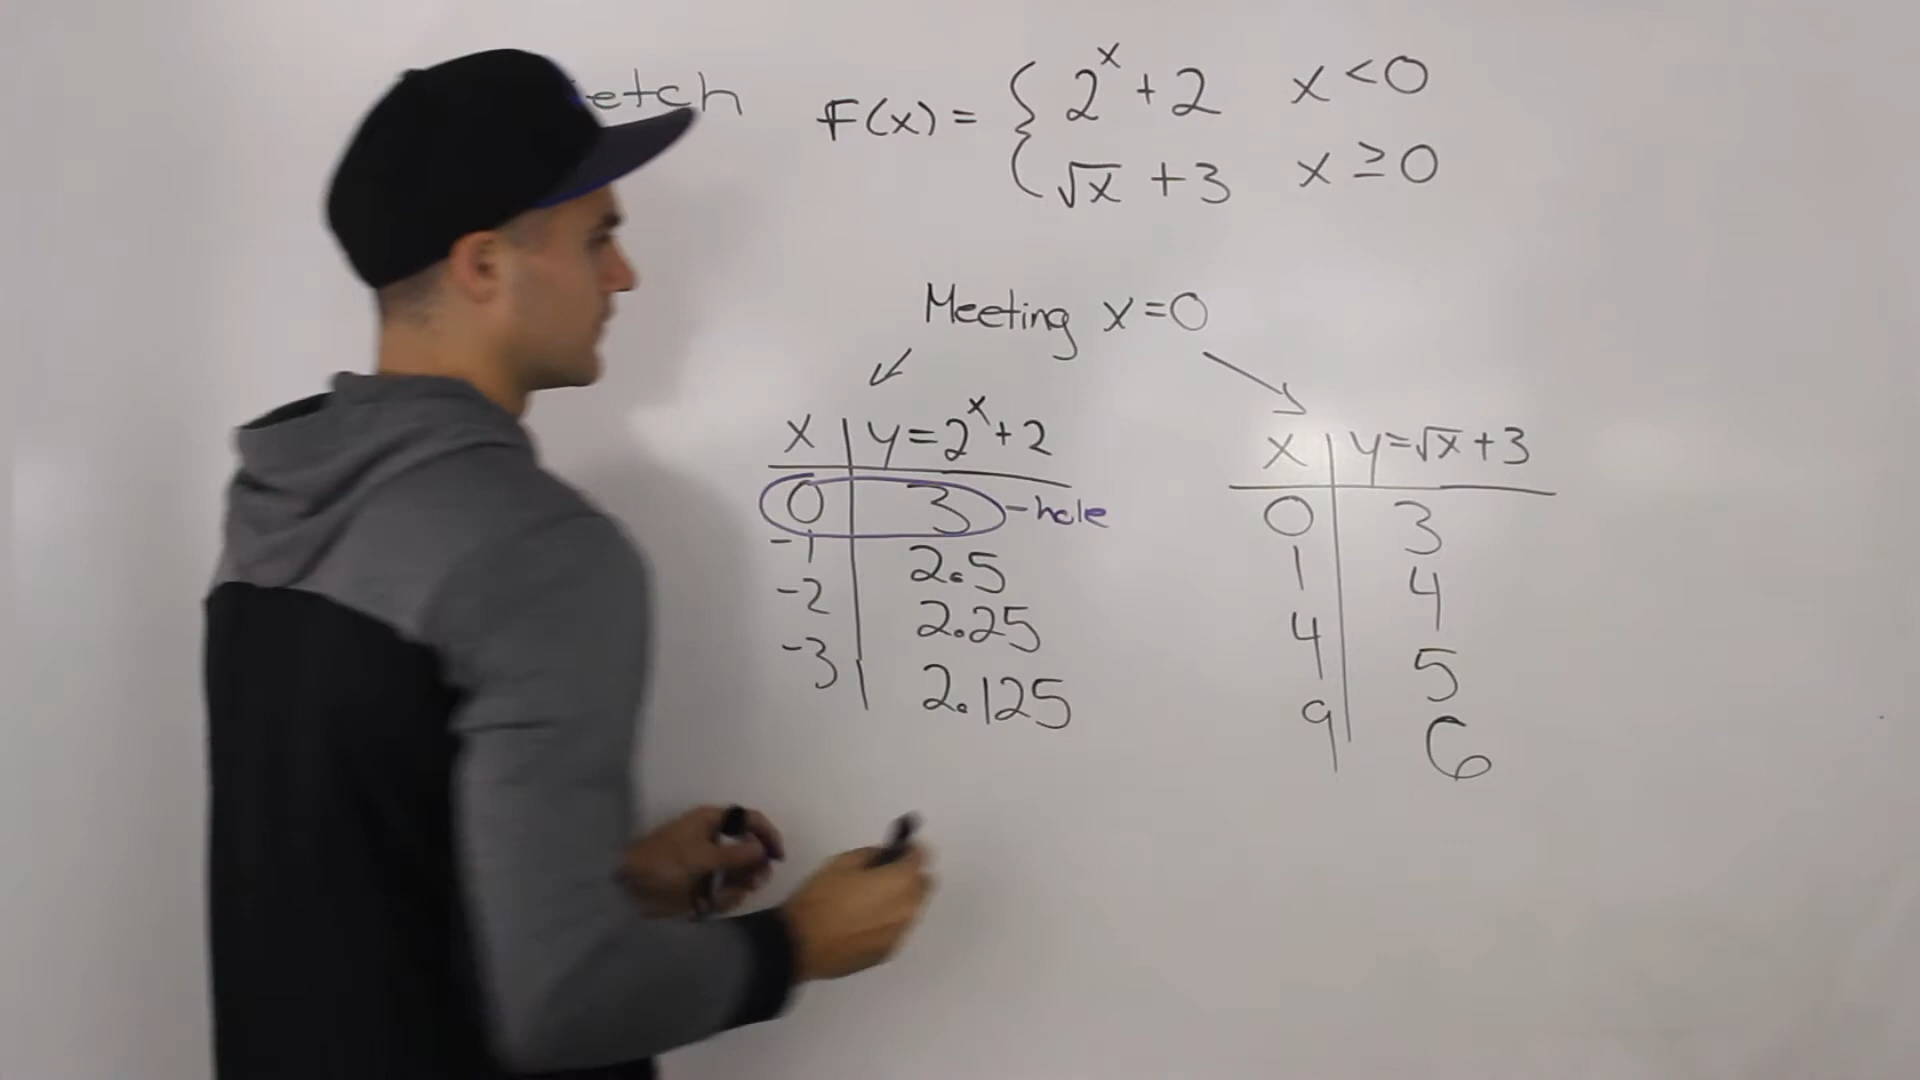 F(x) = { 2^x + 2   x < 0
√x + 3   x ≥ 0
Meeting x = 0
x | y = 2^x + 2
0 | 3 - hole
-1 | 2.5
-2 | 2.25
-3 | 2.125
x | y = √x + 3
0 | 3
1 | 4
4 | 5
9 | 6